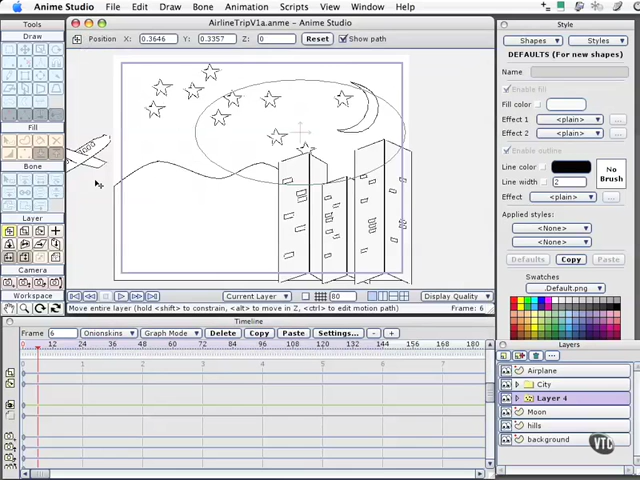 Anime Studio File Edit Draw Bone Window Animation Scripts View Help
AirlineTripV1a.anme - Anime Studio
Tools
Draw
Fill
Bone
Layer
Camera
Workspace
Position X 0.3646 Y 0.3357 Z 0 Reset Show path
Current Layer 80 Display Quality
Move entire layer (hold <shift> to constrain, <alt> to move in Z, <ctrl> to edit motion path) Frame: 6
Style
Shapes Styles
DEFAULTS (For new shapes)
Name
Enable fill
Fill color
Effect 1 <plain> ...
Effect 2 <plain> ...
Enable outline
Line color
Line width 2
No
Brush
Effect <plain> ...
Applied styles:
<None>
<None>
Defaults Copy Paste
Swatches
.Default.png ...
Timeline
Frame 6 Onionskins Graph Mode Delete Copy Paste Settings... - +
0 12 24 36 48 60 72 84 96 108 120 132 144 156 168 180
1 2 3 4 5 6 7
Layers
Airplane
City
Layer 4
Moon
hills
background
VTC